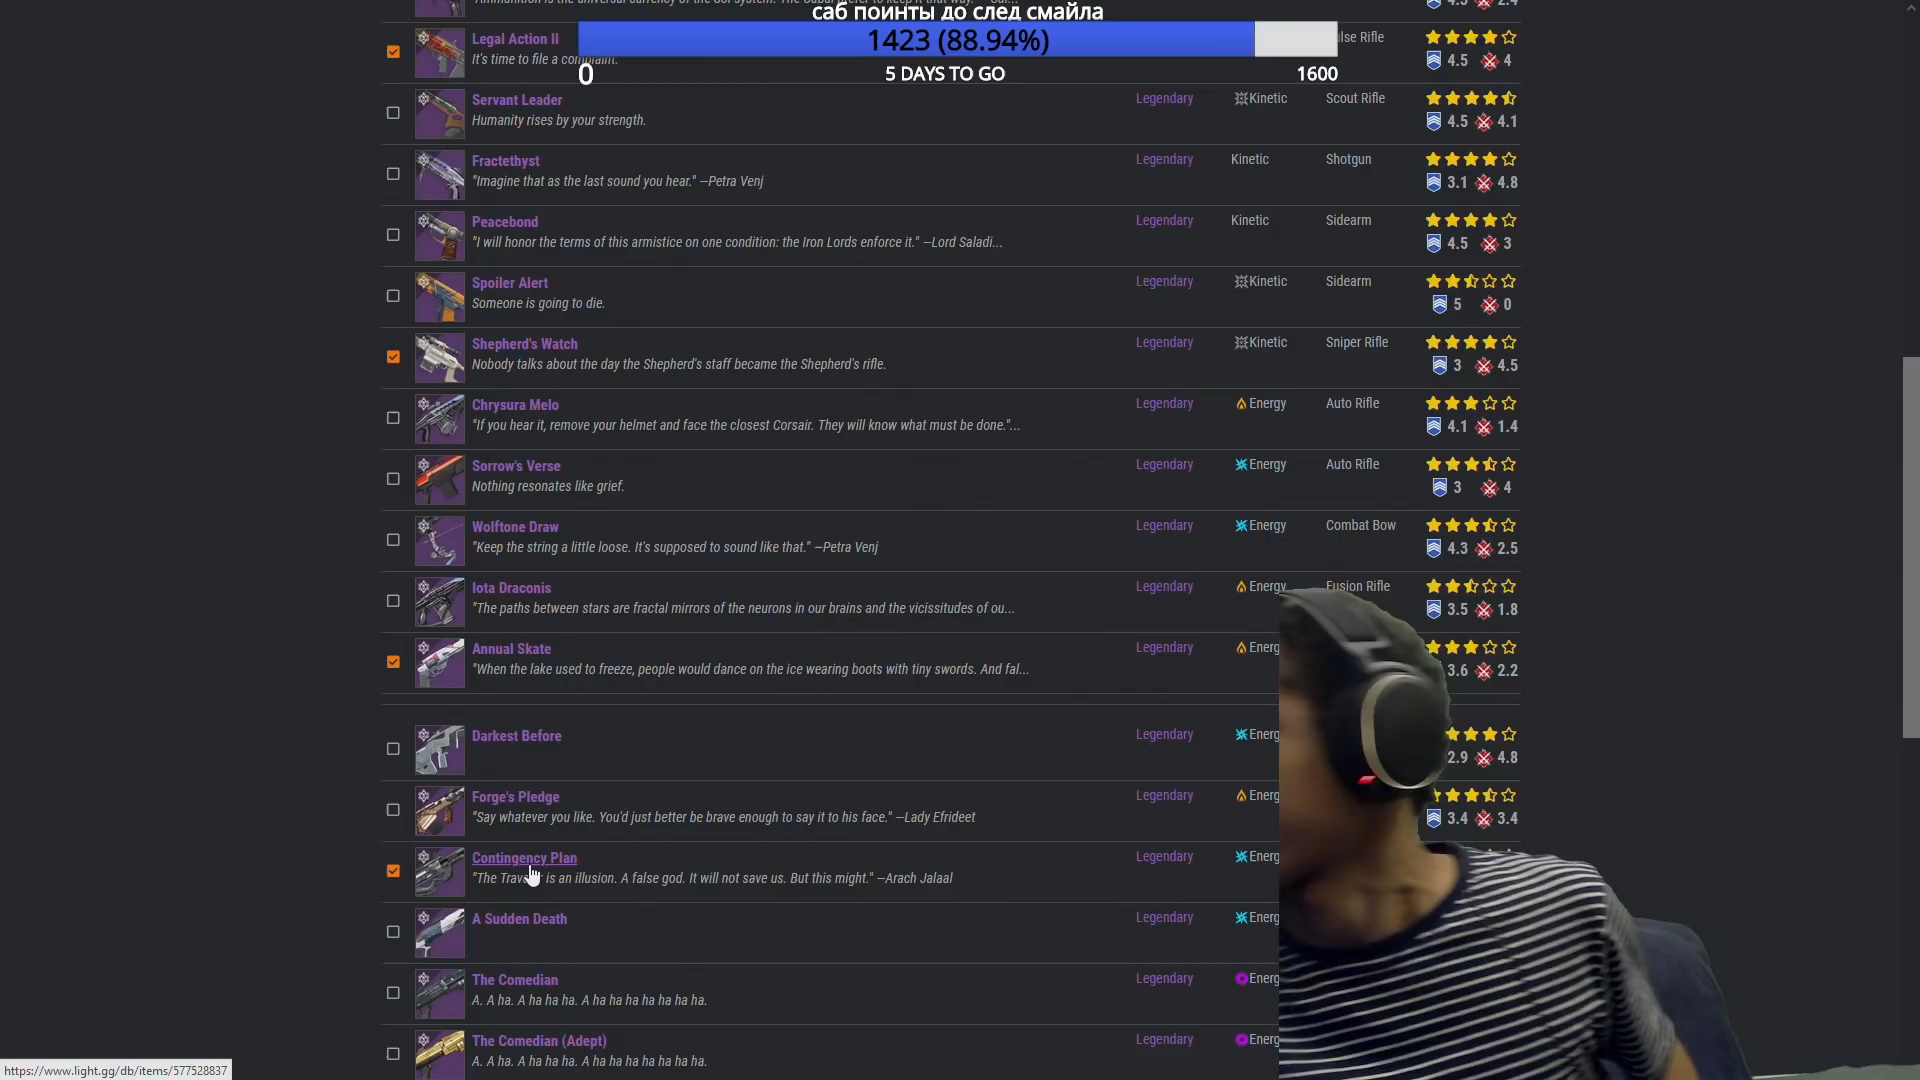 саб поинты до след смайла
1423 (88.94%)
0
5 DAYS TO GO
1600
4.5
Legal Action II
It's time to file a complaint.
Rifle
4.5 4
Servant Leader
Legendary
Kinetic
Scout Rifle
Humanity rises by your strength.
4.5 4.1
Fractethyst
Legendary
Kinetic
Shotgun
"Imagine that as the last sound you hear." —Petra Venj
3.1 4.8
Peacebond
Legendary
Kinetic
Sidearm
"I will honor the terms of this armistice on one condition: the Iron Lords enforce it." —Lord Saladi...
4.5 3
Spoiler Alert
Legendary
Kinetic
Sidearm
Someone is going to die.
5 0
Shepherd's Watch
Legendary
Kinetic
Sniper Rifle
Nobody talks about the day the Shepherd's staff became the Shepherd's rifle.
3 4.5
Chrysura Melo
Legendary
Energy
Auto Rifle
"If you hear it, remove your helmet and face the closest Corsair. They will know what must be done."...
4.1 1.4
Sorrow's Verse
Legendary
Energy
Auto Rifle
Nothing resonates like grief.
3 4
Wolftone Draw
Legendary
Energy
Combat Bow
"Keep the string a little loose. It's supposed to sound like that." —Petra Venj
4.3 2.5
Iota Draconis
Legendary
Energy
Fusion Rifle
"The paths between stars are fractal mirrors of the neurons in our brains and the vicissitudes of ou...
3.5 1.8
Annual Skate
Legendary
Energ
"When the lake used to freeze, people would dance on the ice wearing boots with tiny swords. And fal...
3.6 2.2
Darkest Before
Legendary
Energ
2.9 4.8
Forge's Pledge
Legendary
Energ
"Say whatever you like. You'd just better be brave enough to say it to his face." —Lady Efrideet
3.4 3.4
Contingency Plan
Legendary
Energ
"The Trav is an illusion. A false god. It will not save us. But this might." —Arach Jalaal
A Sudden Death
Legendary
Energ
The Comedian
Legendary
Energ
A. A ha. A ha ha ha. A ha ha ha ha ha ha ha.
The Comedian (Adept)
Legendary
Energ
A. A ha. A ha ha ha. A ha ha ha ha ha ha ha.
https://www.light.gg/db/items/577528837